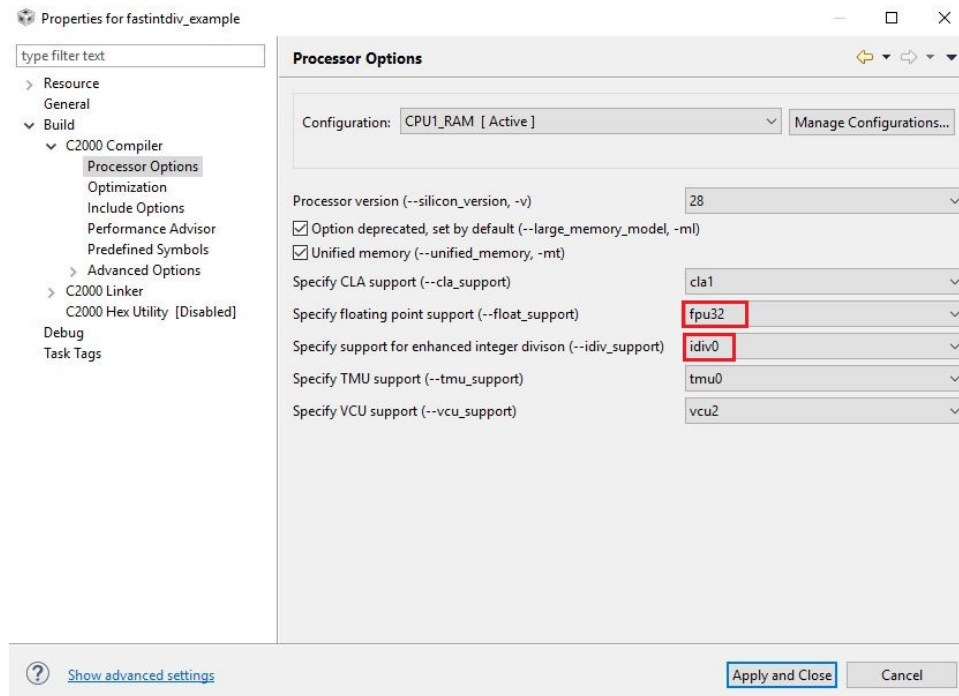 Properties for fastintdiv_example
type filter text
Resource
General
Build
C2000 Compiler
Processor Options
Optimization
Include Options
Performance Advisor
Predefined Symbols
Advanced Options
C2000 Linker
C2000 Hex Utility [Disabled]
Debug
Task Tags
Processor Options
Configuration: CPU1_RAM [ Active ] Manage Configurations...
Processor version (--silicon_version, -v) 28
Option deprecated, set by default (--large_memory_model, -ml)
Unified memory (--unified_memory, -mt)
Specify CLA support (--cla_support) cla1
Specify floating point support (--float_support) fpu32
Specify support for enhanced integer divison (--idiv_support) idiv0
Specify TMU support (--tmu_support) tmu0
Specify VCU support (--vcu_support) vcu2
? Show advanced settings Apply and Close Cancel